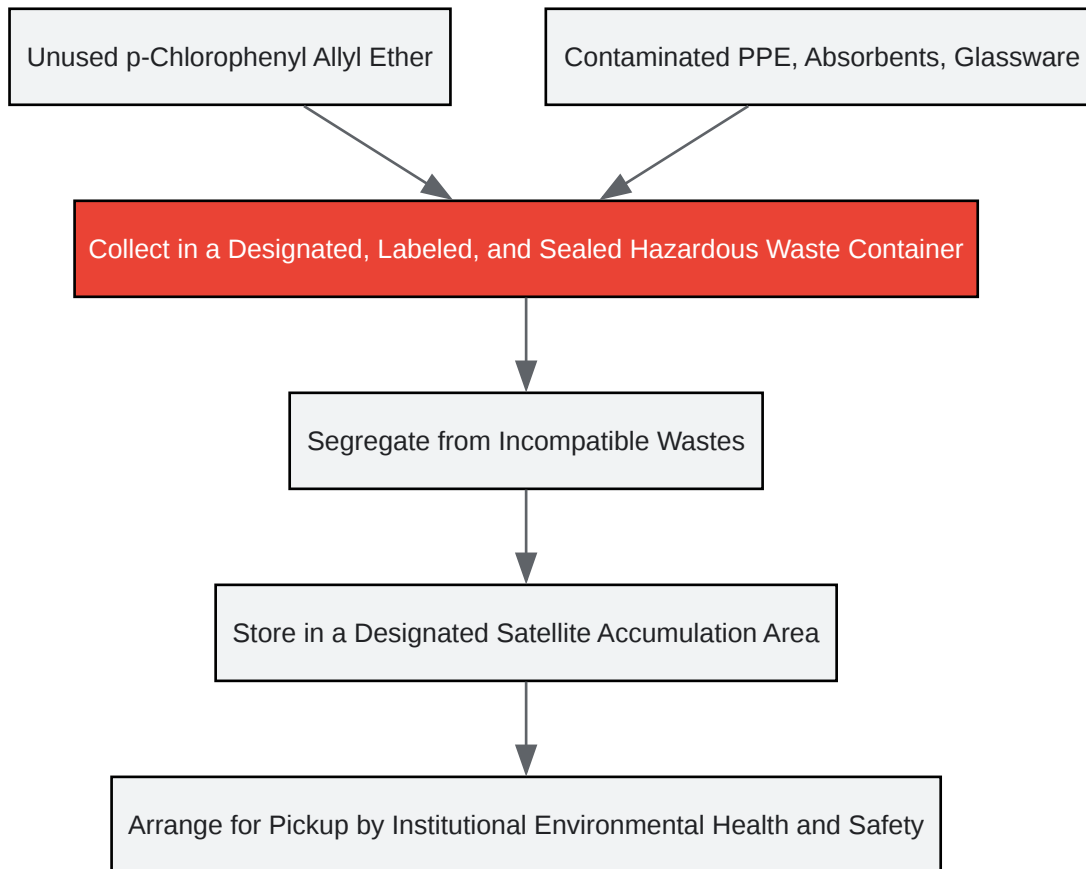 Unused p-Chlorophenyl Allyl Ether
Contaminated PPE, Absorbents, Glassware
Collect in a Designated, Labeled, and Sealed Hazardous Waste Container
Segregate from Incompatible Wastes
Store in a Designated Satellite Accumulation Area
Arrange for Pickup by Institutional Environmental Health and Safety